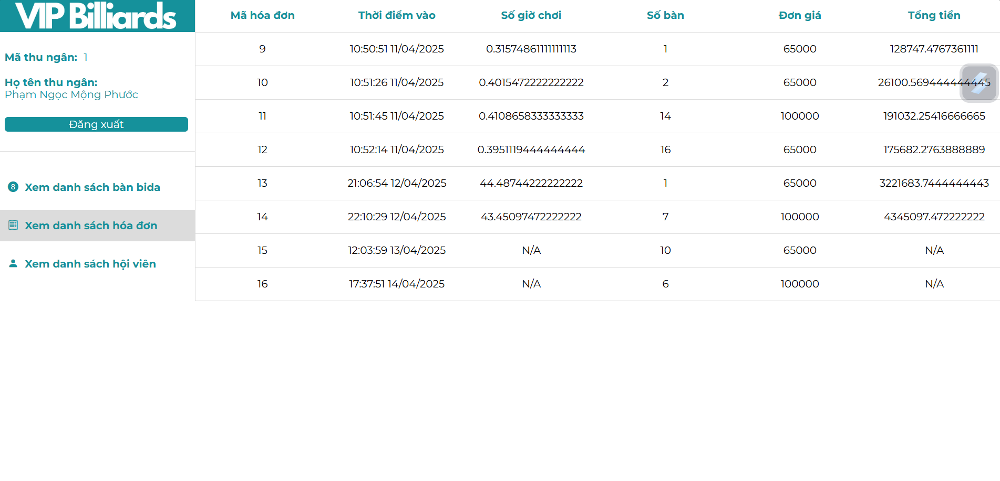 VIP Billiards
Mã thu ngân: 1
Họ tên thu ngân:
Phạm Ngọc Mộng Phước
Đăng xuất
8 Xem danh sách bàn bida
Xem danh sách hóa đơn
Xem danh sách hội viên
Mã hóa đơn Thời điểm vào Số giờ chơi Số bàn Đơn giá Tổng tiền
9 10:50:51 11/04/2025 0.31574861111111113 1 65000 128747.4767361111
10 10:51:26 11/04/2025 0.4015472222222222 2 65000 26100.569444444445
11 10:51:45 11/04/2025 0.4108658333333333 14 100000 191032.25416666665
12 10:52:14 11/04/2025 0.3951119444444444 16 65000 175682.2763888889
13 21:06:54 12/04/2025 44.48744222222222 1 65000 3221683.7444444443
14 22:10:29 12/04/2025 43.45097472222222 7 100000 4345097.472222222
15 12:03:59 13/04/2025 N/A 10 65000 N/A
16 17:37:51 14/04/2025 N/A 6 100000 N/A